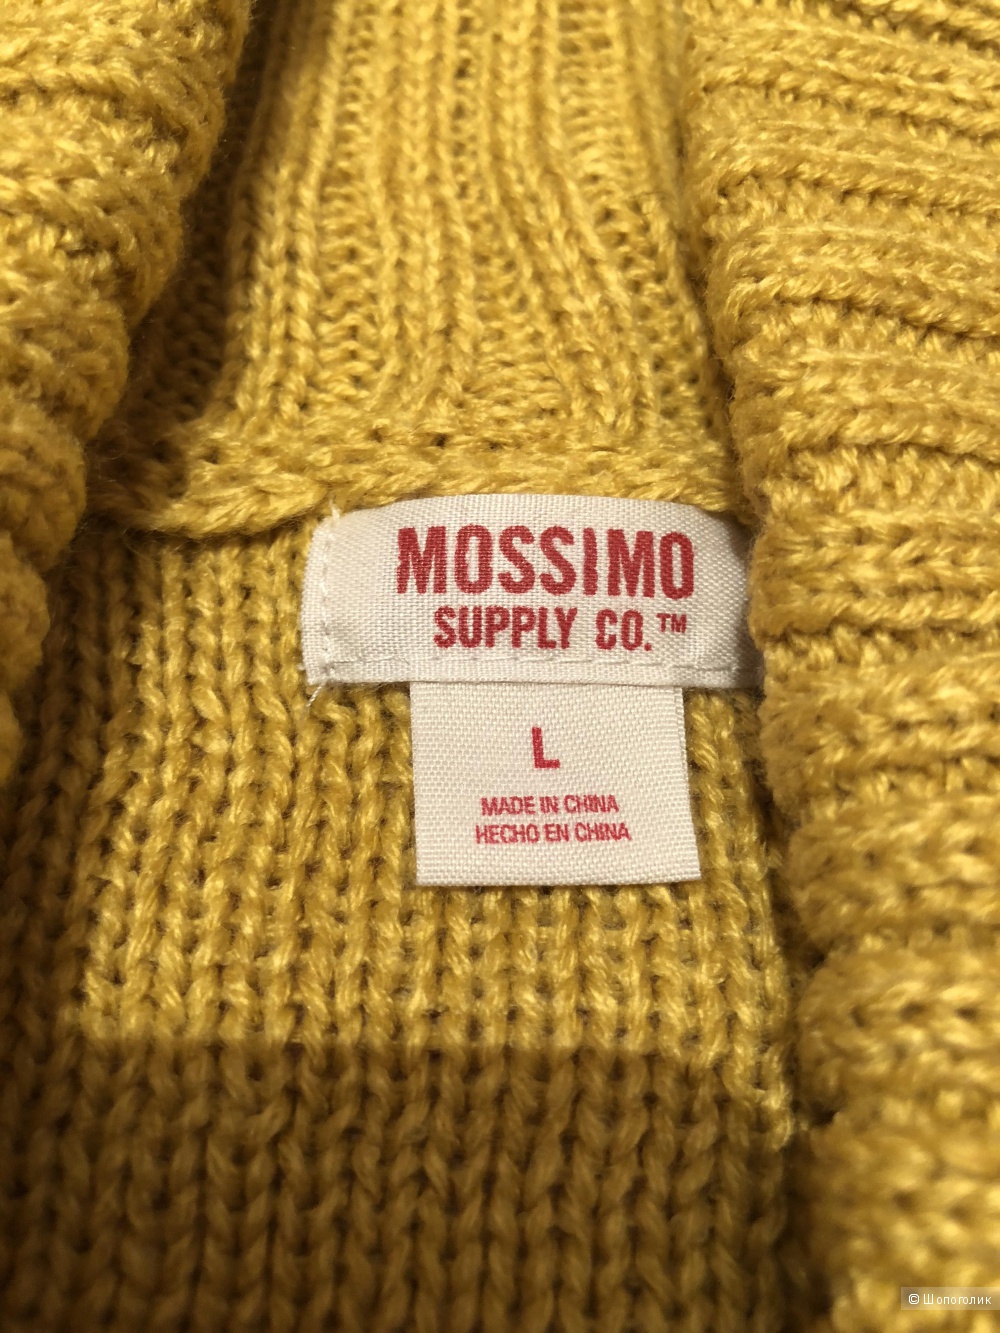 MOSSIMO
SUPPLY CO.™
L
MADE IN CHINA
HECHO EN CHINA
© Шопоголик